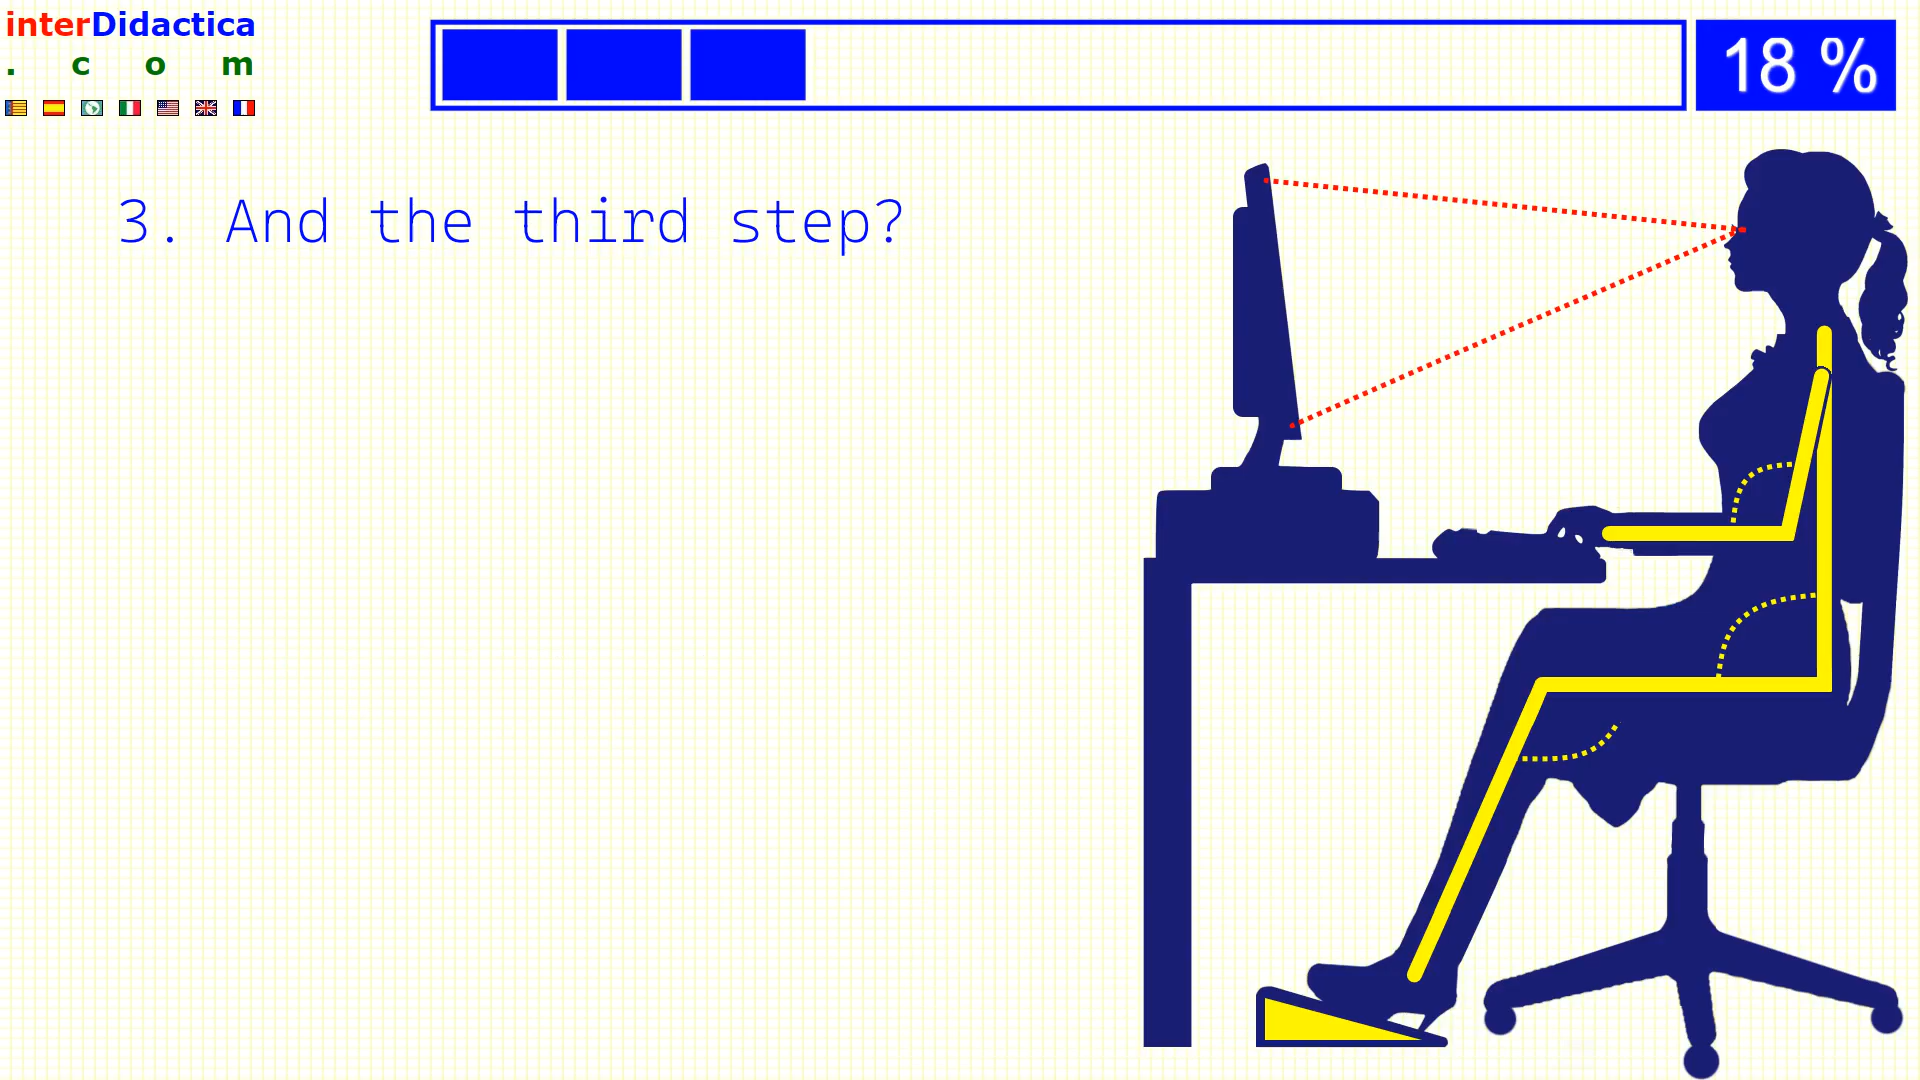 interDidactica
. c o m
18 %
3. And the third step?